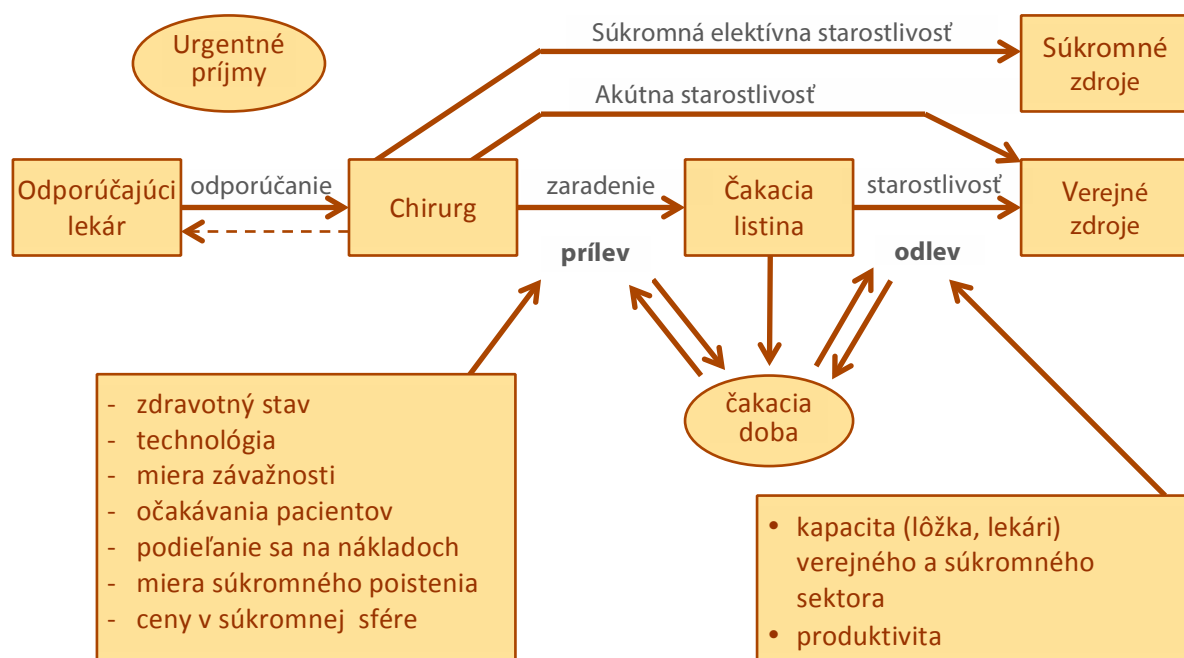 Urgentné
príjmy
Súkromná elektívna starostlivosť
Súkromné
zdroje
Akútna starostlivosť
Odporúčajúci
lekár
odporúčanie
Chirurg
zaradenie
Čakacia
listina
starostlivosť
Verejné
zdroje
prílev
odlev
čakacia
doba
- zdravotný stav
- technológia
- miera závažnosti
- očakávania pacientov
- podieľanie sa na nákladoch
- miera súkromného poistenia
- ceny v súkromnej sfére
• kapacita (lôžka, lekári)
verejného a súkromného
sektora
• produktivita